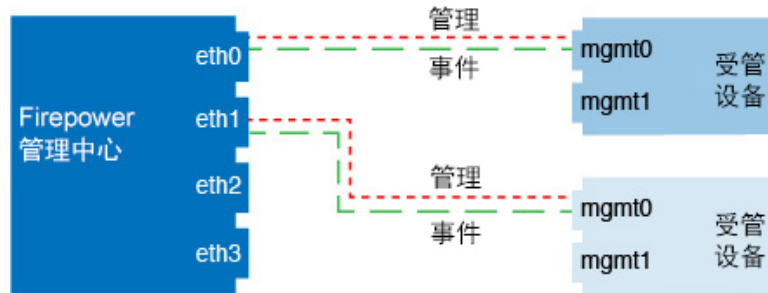 Firepower
管理中心
eth0
eth1
eth2
eth3
管理
事件
管理
事件
mgmt0
mgmt1
受管
设备
mgmt0
mgmt1
受管
设备